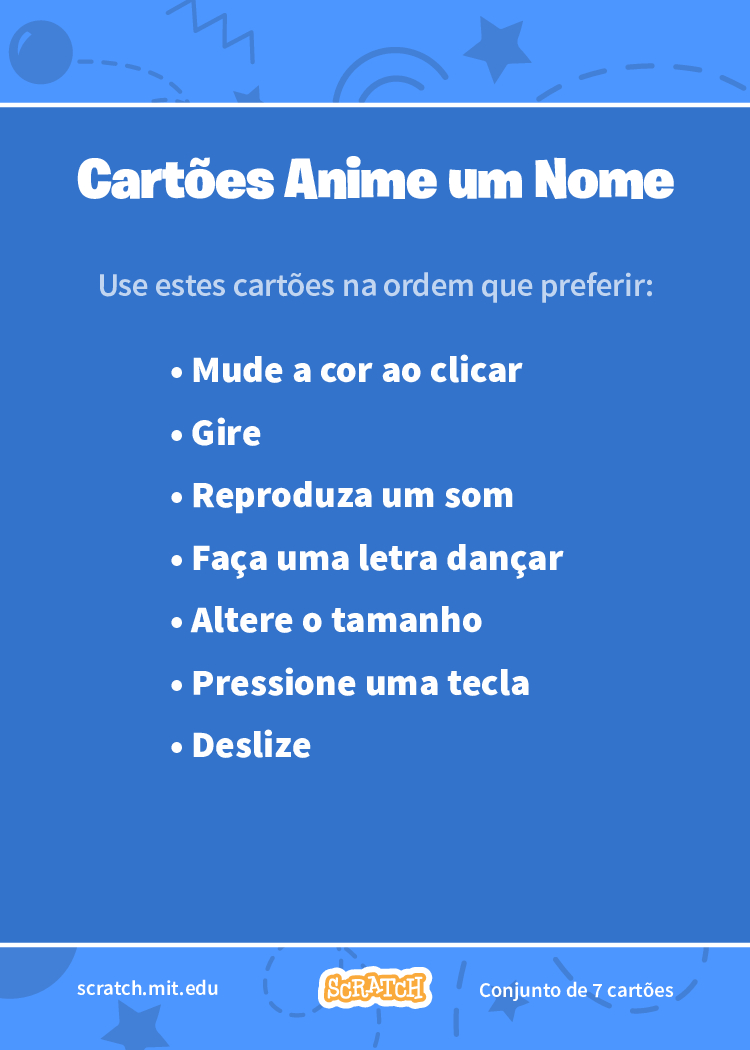 Cartões Anime um Nome
Use estes cartões na ordem que preferir:
• Mude a cor ao clicar
• Gire
• Reproduza um som
• Faça uma letra dançar
• Altere o tamanho
• Pressione uma tecla
• Deslize
scratch.mit.edu
SCRATCH
Conjunto de 7 cartões